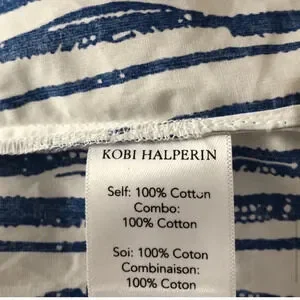 KOBI HALPERIN
Self: 100% Cotton
Combo:
100% Cotton
Soi: 100% Coton
Combinaison:
100% Coton